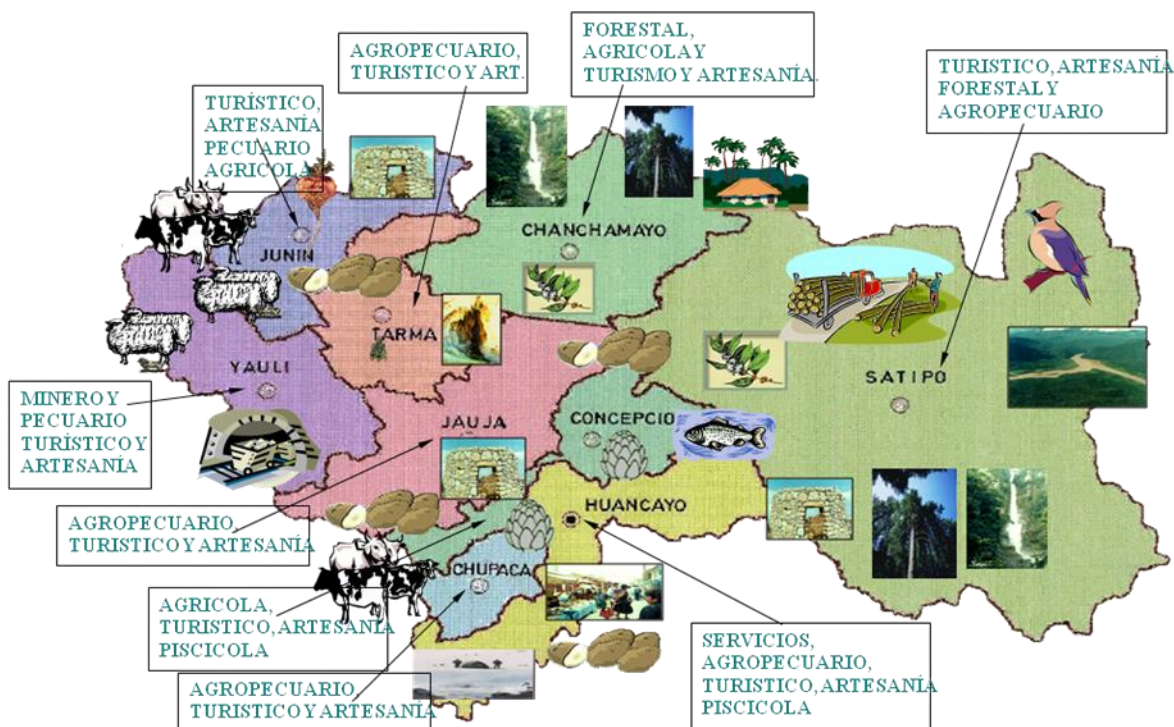 FORESTAL,
AGRICOLA Y
TURISMO Y ARTESANÍA.
AGROPECUARIO,
TURISTICO Y ART.
TURISTICO, ARTESANÍA
FORESTAL Y
AGROPECUARIO
TURÍSTICO,
ARTESANÍA
PECUARIO
AGRICOLA
CHANCHAMAYO
JUNIN
TARMA
YAULI
SATIPO
MINERO Y
PECUARIO
TURÍSTICO Y
ARTESANÍA
JAUJA
CONCEPCIO
HUANCAYO
AGROPECUARIO,
TURISTICO Y ARTESANÍA
CHUPACA
AGRICOLA,
TURISTICO, ARTESANÍA
PISCICOLA
SERVICIOS,
AGROPECUARIO,
TURISTICO, ARTESANÍA
PISCICOLA
AGROPECUARIO,
TURISTICO Y ARTESANÍA